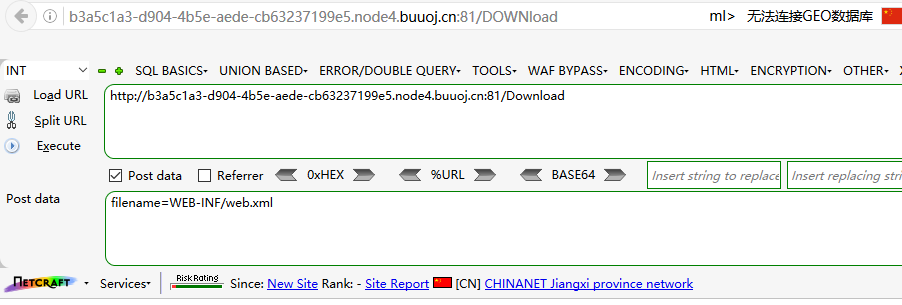 b3a5c1a3-d904-4b5e-aede-cb63237199e5.node4.buuoj.cn:81/DOWNload ml> 无法连接GEO数据库
INT SQL BASICS UNION BASED ERROR/DOUBLE QUERY TOOLS WAF BYPASS ENCODING HTML ENCRYPTION OTHER
Load URL http://b3a5c1a3-d904-4b5e-aede-cb63237199e5.node4.buuoj.cn:81/Download
Split URL
Execute
Post data Referrer 0xHEX %URL BASE64 Insert string to replace Insert replacing stri
Post data filename=WEB-INF/web.xml
NETCRAFT Services Risk Rating Since: New Site Rank: - Site Report [CN] CHINANET Jiangxi province network